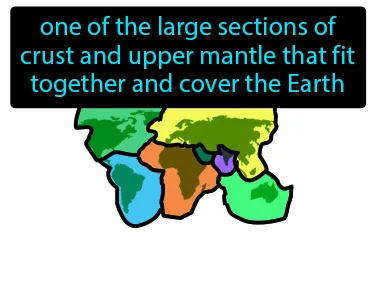 one of the large sections of
crust and upper mantle that fit
together and cover the Earth